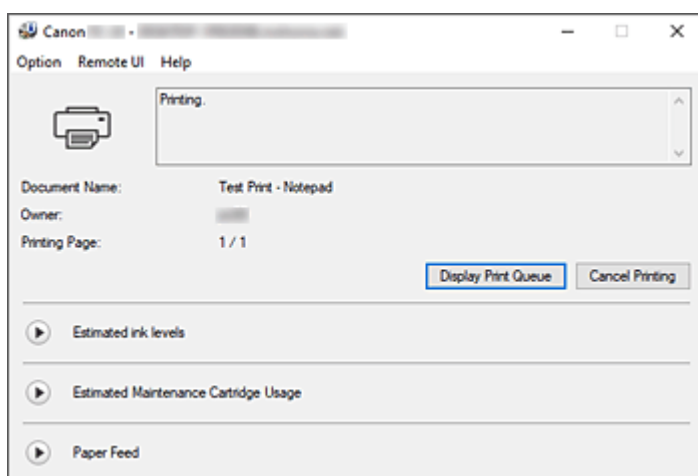 Canon -
Option Remote UI Help
Printing.
Document Name: Test Print - Notepad
Owner:
Printing Page: 1 / 1
Display Print Queue Cancel Printing
Estimated ink levels
Estimated Maintenance Cartridge Usage
Paper Feed